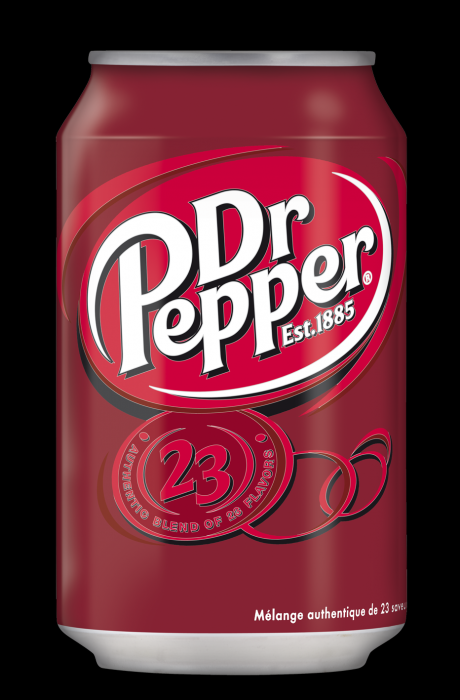 Dr
Pepper®
Est.1885
23
AUTHENTIC BLEND OF 23 FLAVORS
Mélange authentique de 23